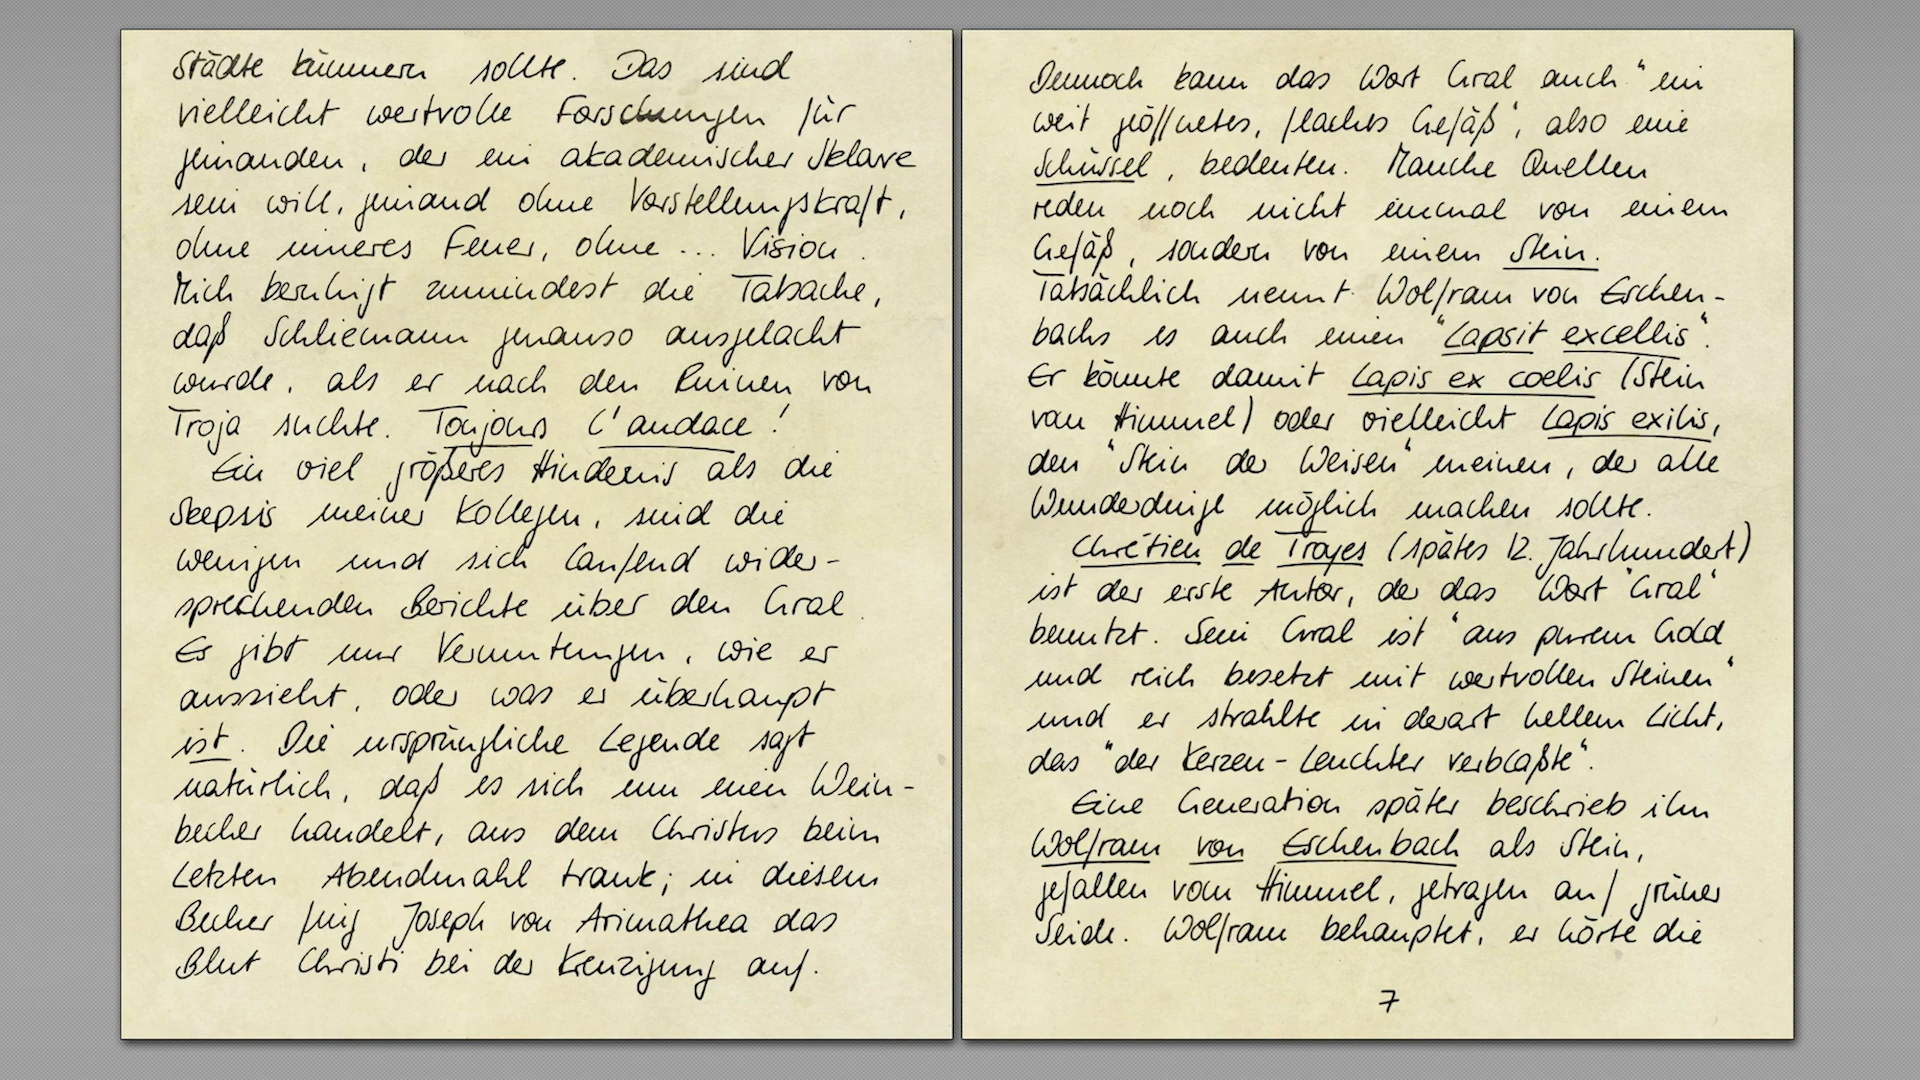 Städte kümmern sollte. Das sind
vielleicht wertvolle Forschungen für
jemanden, der ein akademischer Sklave
sein will, jemand ohne Vorstellungskraft,
ohne inneres Feuer, ohne ... Vision.
Mich beruhigt zumindest die Tatsache,
daß Schliemann genauso ausgelacht
wurde, als er nach den Ruinen von
Troja suchte. Toujours L'audace!
Ein viel größeres Hindernis als die
Skepsis meiner Kollegen, sind die
wenigen und sich laufend wider-
sprechenden Berichte über den Gral.
Es gibt nur Vermutungen, wie er
aussieht, oder was er überhaupt
ist. Die ursprüngliche Legende sagt
natürlich, daß es sich um einen Wein-
becher handelt, aus dem Christus beim
Letzten Abendmahl trank; in diesem
Becher fing Joseph von Arimathea das
Blut Christi bei der Kreuzigung auf.
Dennoch kann das Wort Gral auch "ein
weit geöffnetes, flaches Gefäß", also eine
Schüssel, bedeuten. Manche Quellen
reden noch nicht einmal von einem
Gefäß, sondern von einem Stein.
Tatsächlich nennt Wolfram von Eschen-
bachs es auch einen "Lapsit excellis".
Er könnte damit Lapis ex coelis (Stein
vom Himmel) oder vielleicht Lapis exilis,
den "Stein der Weisen" meinen, der alle
Wunderdinge möglich machen sollte.
Chrétien de Troyes (spätes 12. Jahrhundert)
ist der erste Autor, der das Wort "Gral"
benutzt. Sein Gral ist "aus purem Gold
und reich besetzt mit wertvollen Steinen"
und er strahlte in derart hellem Licht,
das "der Kerzen-Leuchter verblaßte".
Eine Generation später beschrieb ihn
Wolfram von Eschenbach als Stein,
gefallen vom Himmel, getragen auf grüner
Seide. Wolfram behauptet, er hörte die
7